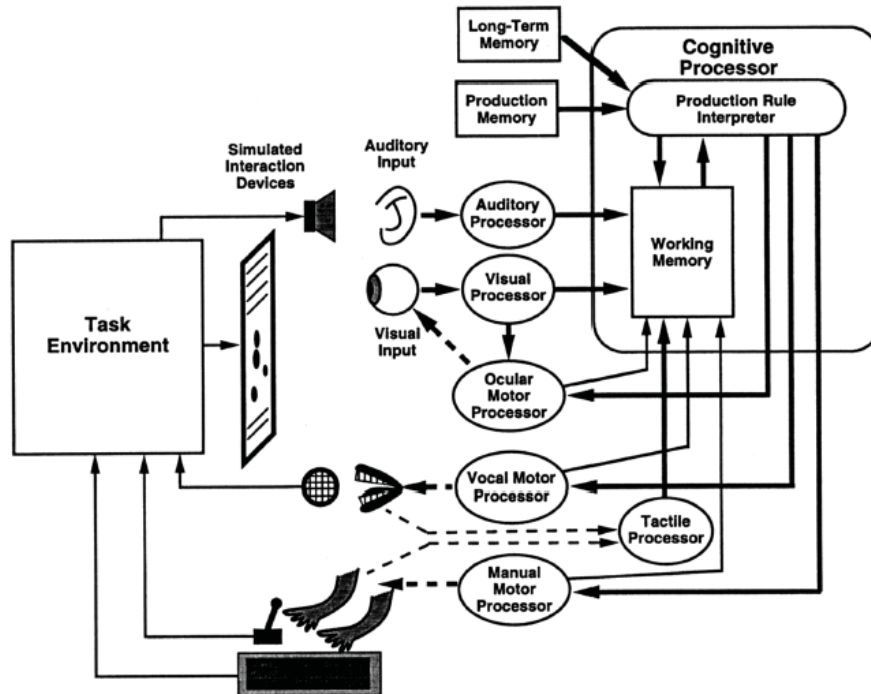 Long-Term
Memory
Cognitive
Processor
Production
Memory
Production Rule
Interpreter
Simulated
Interaction
Devices
Auditory
Input
Auditory
Processor
Working
Memory
Visual
Processor
Visual
Input
Task
Environment
Ocular
Motor
Processor
Vocal Motor
Processor
Tactile
Processor
Manual
Motor
Processor